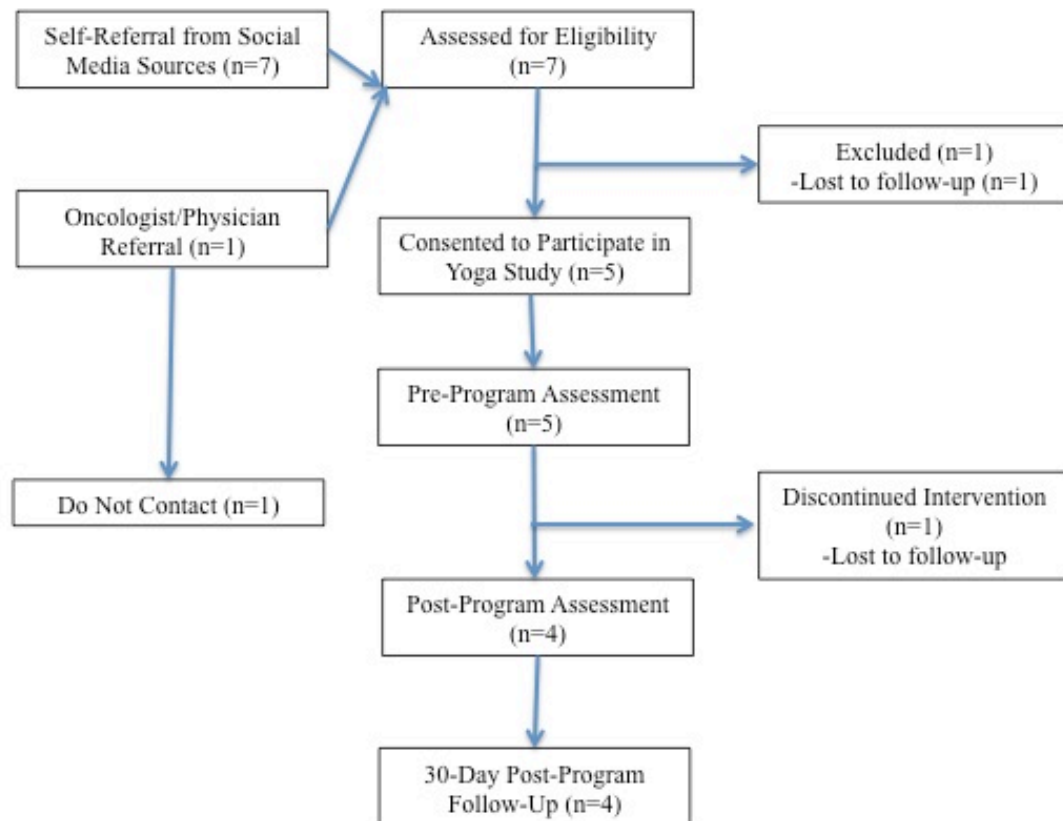 Self-Referral from Social
Media Sources (n=7)
Assessed for Eligibility
(n=7)
Excluded (n=1)
-Lost to follow-up (n=1)
Oncologist/Physician
Referral (n=1)
Consented to Participate in
Yoga Study (n=5)
Pre-Program Assessment
(n=5)
Do Not Contact (n=1)
Discontinued Intervention
(n=1)
-Lost to follow-up
Post-Program Assessment
(n=4)
30-Day Post-Program
Follow-Up (n=4)